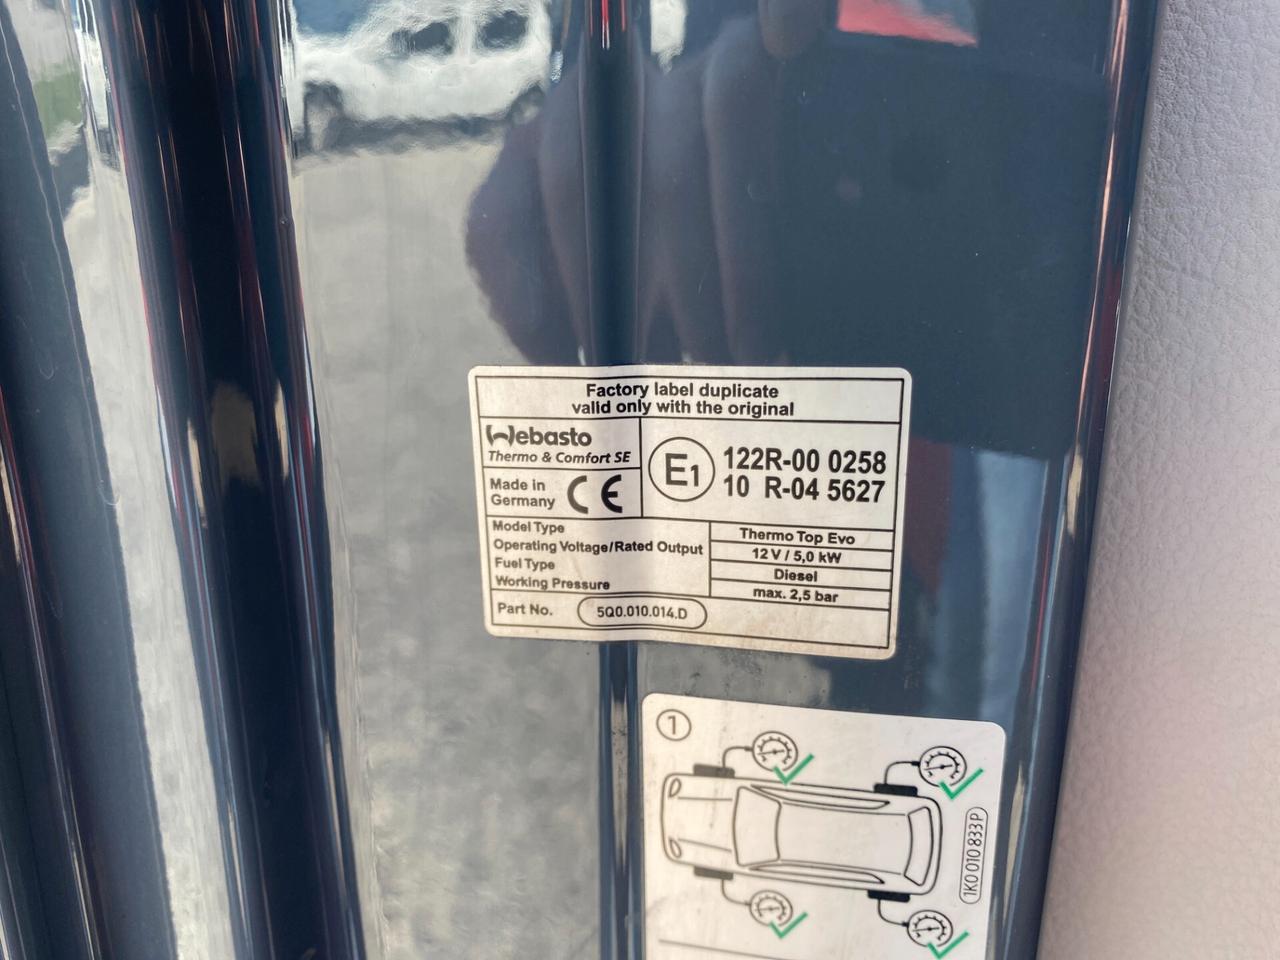 Factory label duplicate
valid only with the original
Webasto
Thermo & Comfort SE
Made in
Germany
CE
E1
122R-00 0258
10 R-04 5627
Model Type
Thermo Top Evo
Operating Voltage/Rated Output
12 V / 5,0 kW
Fuel Type
Diesel
Working Pressure
max. 2,5 bar
Part No.
5Q0.010.014.D
1
1K0 010 833 P